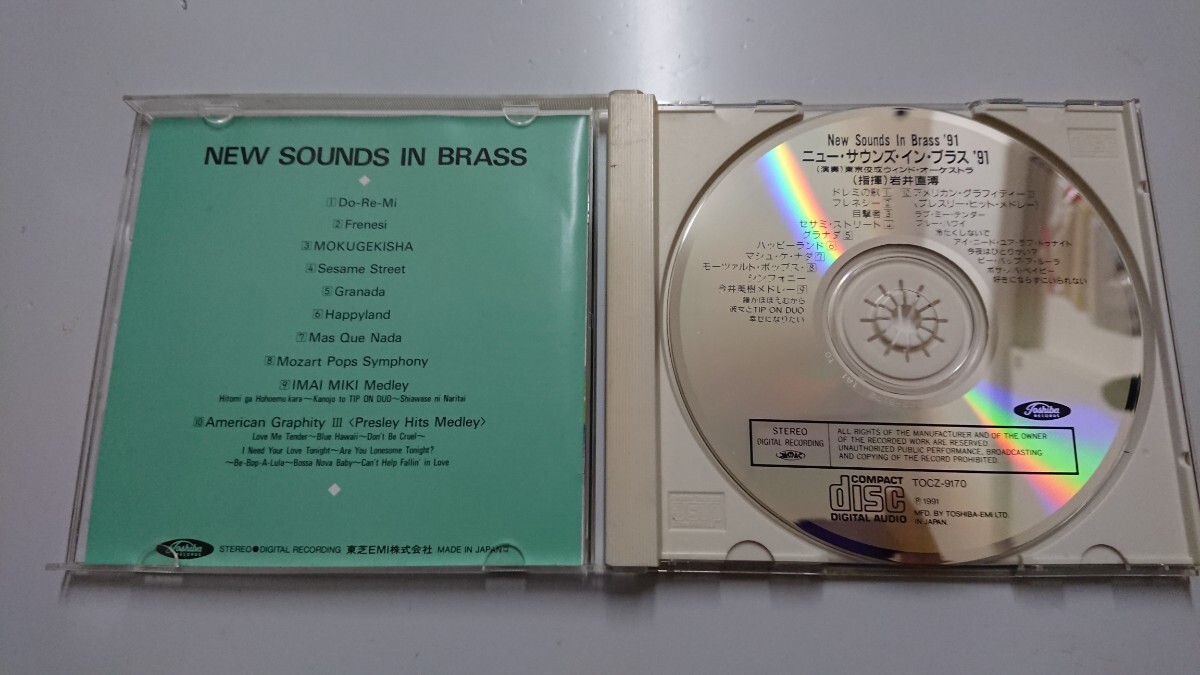 NEW SOUNDS IN BRASS
1 Do-Re-Mi
2 Frenesi
3 MOKUGEKISHA
4 Sesame Street
5 Granada
6 Happyland
7 Mas Que Nada
8 Mozart Pops Symphony
9 IMAI MIKI Medley
Hitomi ga Hohoemu kara〜Kanojo to TIP ON DUO〜Shiawase ni Naritai
10 American Graphity III 〈Presley Hits Medley〉
Love Me Tender〜Blue Hawaii〜Don't Be Cruel〜
I Need Your Love Tonight〜Are You Lonesome Tonight?
〜Be-Bop-A-Lula〜Bossa Nova Baby〜Can't Help Fallin' in Love
Toshiba RECORDS
STEREO●DIGITAL RECORDING 東芝EMI株式会社 MADE IN JAPAN
New Sounds In Brass '91
ニュー・サウンズ・イン・ブラス '91
(演奏)東京佼成ウィンド・オーケストラ
(指揮)岩井直溥
ドレミの歌 1
フレネシー 2
目撃者 3
セサミ・ストリート 4
グラナダ 5
ハッピーランド 6
マシュ・ケ・ナダ 7
モーツァルト・ポップス・ 8
シンフォニー
今井美樹メドレー 9
瞳がほほえむから
彼女とTIP ON DUO
幸せになりたい
アメリカン・グラフィティー
プレスリー・ヒット・メドレー
ラブ・ミー・テンダー
ブルー・ハワイ
冷たくしないで
アイ・ニード・ユア・ラブ・トゥナイト
今夜はひとりかい?
ビー・バップ・ア・ルーラ
ボサ・ノバ・ベイビー
好きにならずにいられない
Toshiba RECORDS
STEREO
DIGITAL RECORDING
ALL RIGHTS OF THE MANUFACTURER AND OF THE OWNER
OF THE RECORDED WORK ARE RESERVED.
UNAUTHORIZED PUBLIC PERFORMANCE, BROADCASTING
AND COPYING OF THE RECORD PROHIBITED.
COMPACT
disc
DIGITAL AUDIO
TOCZ-9170
℗1991
MFD. BY TOSHIBA-EMI LTD.
IN JAPAN.